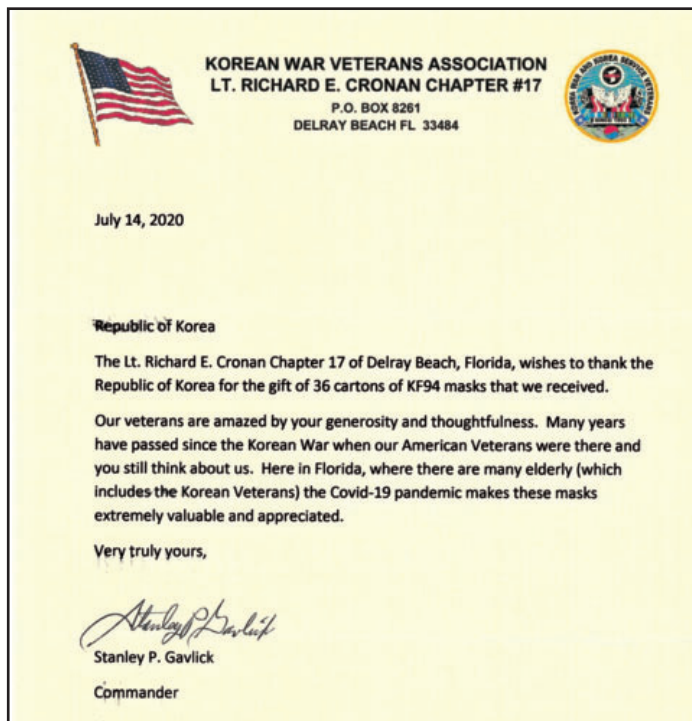 KOREAN WAR VETERANS ASSOCIATION
LT. RICHARD E. CRONAN CHAPTER #17
P.O. BOX 8261
DELRAY BEACH FL 33484
July 14, 2020
Republic of Korea
The Lt. Richard E. Cronan Chapter 17 of Delray Beach, Florida, wishes to thank the
Republic of Korea for the gift of 36 cartons of KF94 masks that we received.
Our veterans are amazed by your generosity and thoughtfulness. Many years
have passed since the Korean War when our American Veterans were there and
you still think about us. Here in Florida, where there are many elderly (which
includes the Korean Veterans) the Covid-19 pandemic makes these masks
extremely valuable and appreciated.
Very truly yours,
Stanley P. Gavlick
Stanley P. Gavlick
Commander